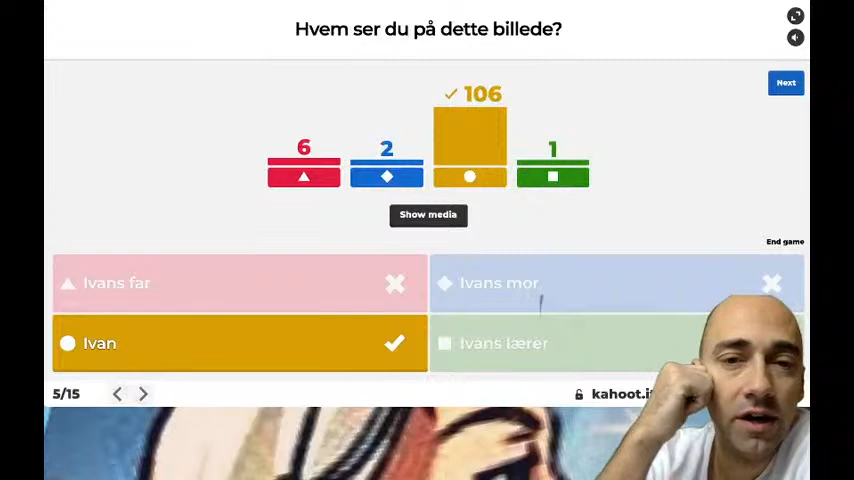 Hvem ser du på dette billede?
Next
106
6
2
1
Show media
End game
Ivans far
Ivans mor
Ivan
Ivans lærer
5/15
kahoot.i